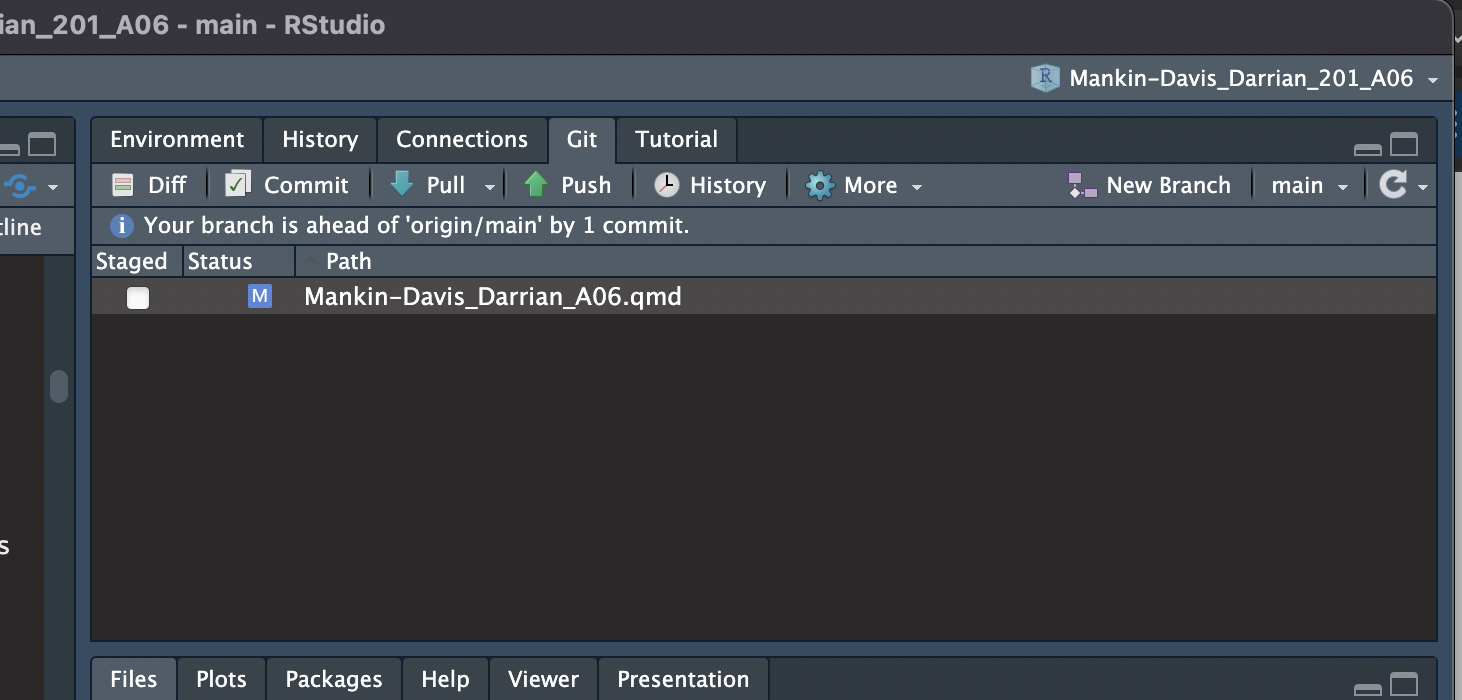 ian_201_A06 - main - RStudio
Mankin-Davis_Darrian_201_A06
Environment History Connections Git Tutorial
Diff Commit Pull Push History More New Branch main
Your branch is ahead of 'origin/main' by 1 commit.
tline
Staged Status Path
M Mankin-Davis_Darrian_A06.qmd
s
Files Plots Packages Help Viewer Presentation